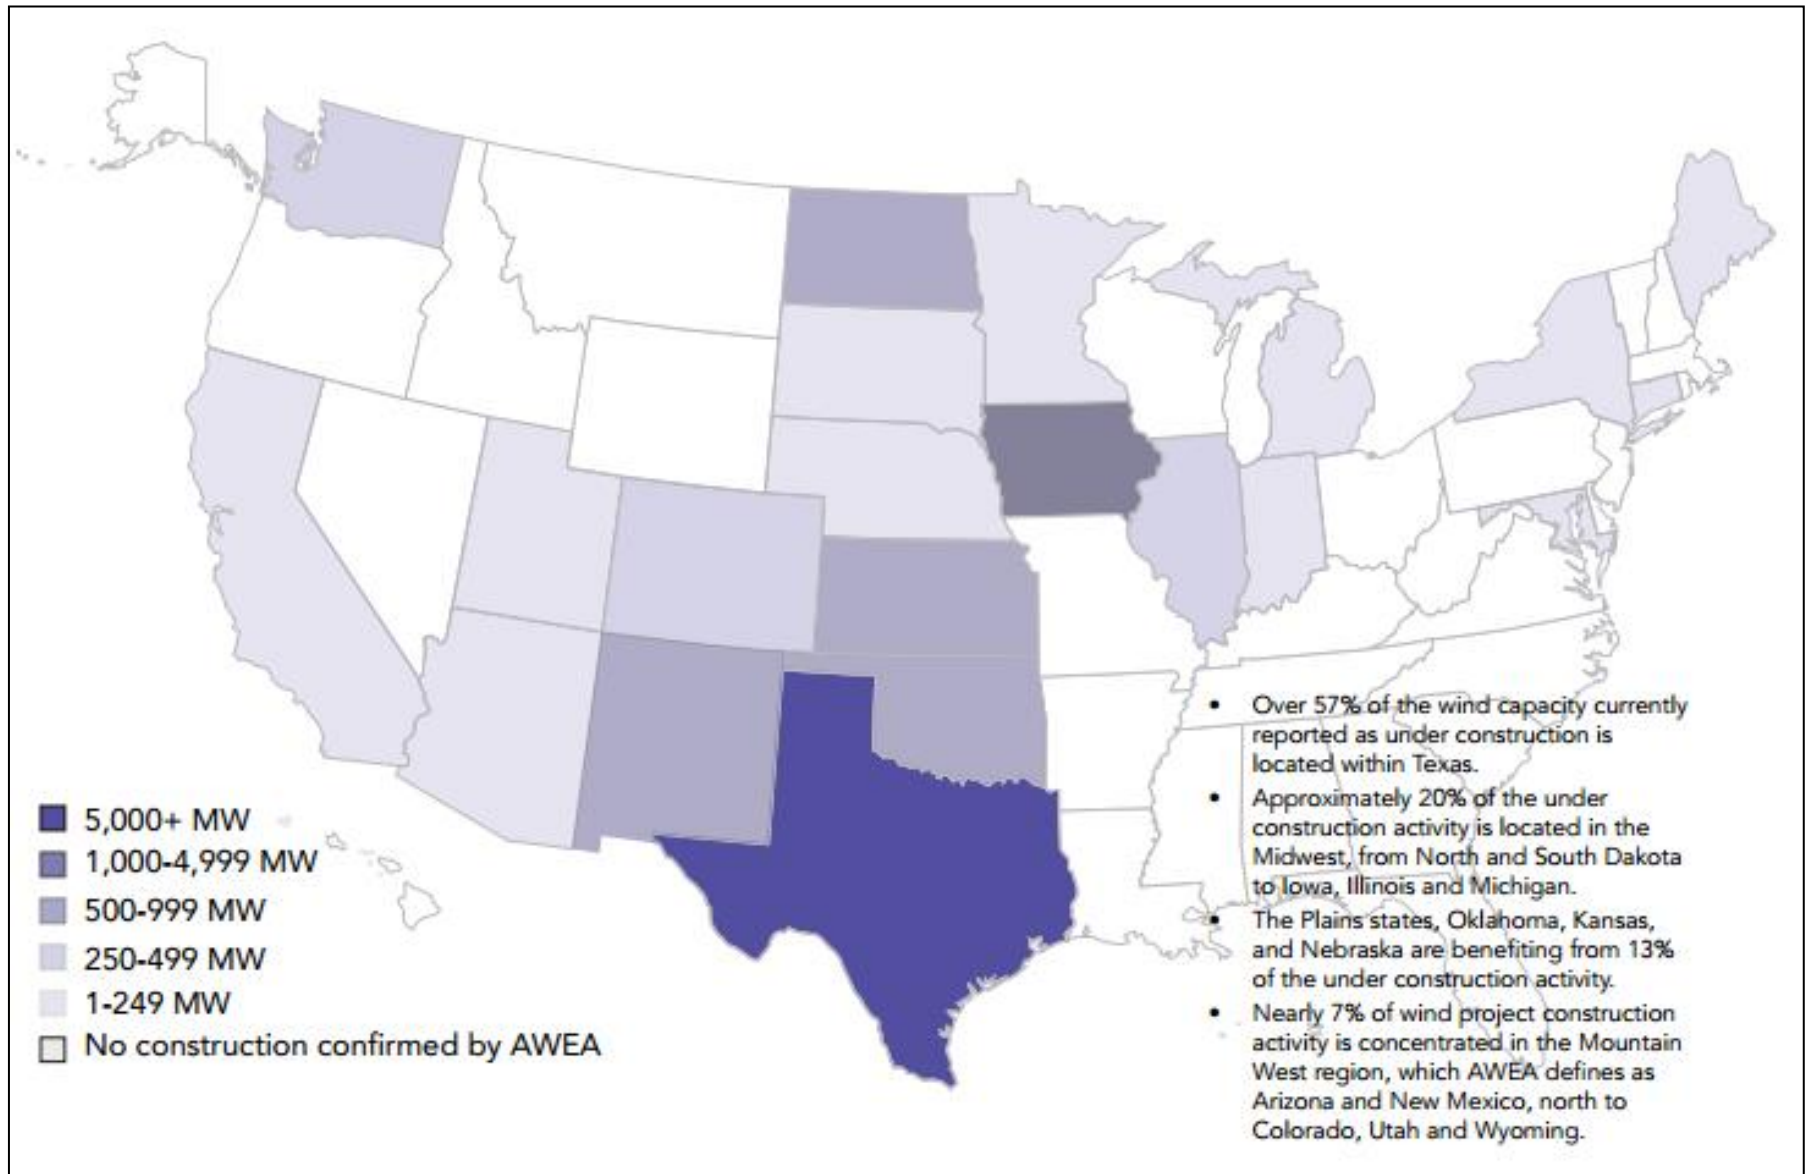 5,000+ MW
1,000-4,999 MW
500-999 MW
250-499 MW
1-249 MW
No construction confirmed by AWEA
• Over 57% of the wind capacity currently
reported as under construction is
located within Texas.
• Approximately 20% of the under
construction activity is located in the
Midwest, from North and South Dakota
to Iowa, Illinois and Michigan.
• The Plains states, Oklahoma, Kansas,
and Nebraska are benefiting from 13%
of the under construction activity.
• Nearly 7% of wind project construction
activity is concentrated in the Mountain
West region, which AWEA defines as
Arizona and New Mexico, north to
Colorado, Utah and Wyoming.